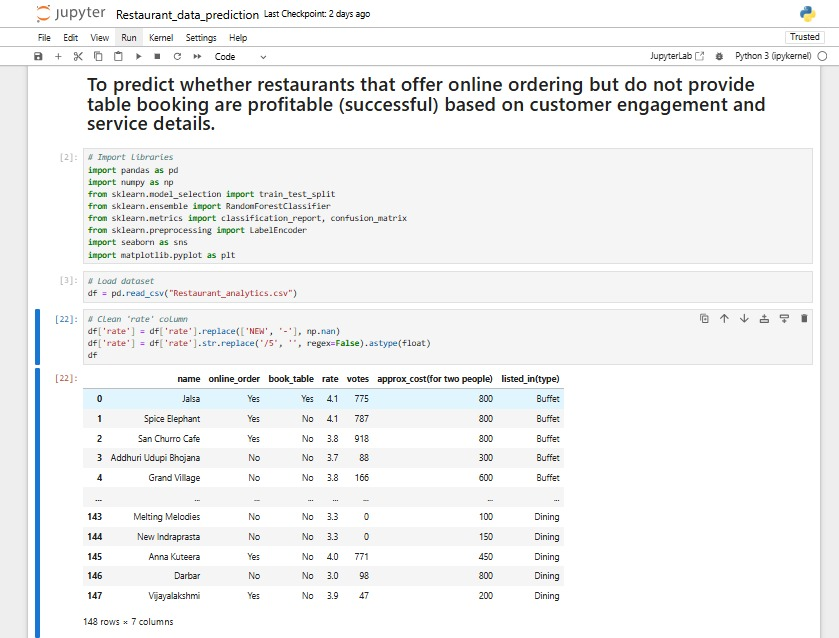 jupyter Restaurant_data_prediction Last Checkpoint: 2 days ago
File Edit View Run Kernel Settings Help Trusted
Code JupyterLab Python 3 (ipykernel)
To predict whether restaurants that offer online ordering but do not provide
table booking are profitable (successful) based on customer engagement and
service details.
[2]: # Import Libraries
import pandas as pd
import numpy as np
from sklearn.model_selection import train_test_split
from sklearn.ensemble import RandomForestClassifier
from sklearn.metrics import classification_report, confusion_matrix
from sklearn.preprocessing import LabelEncoder
import seaborn as sns
import matplotlib.pyplot as plt
[3]: # Load dataset
df = pd.read_csv("Restaurant_analytics.csv")
[22]: # Clean 'rate' column
df['rate'] = df['rate'].replace(['NEW', '-'], np.nan)
df['rate'] = df['rate'].str.replace('/5', '', regex=False).astype(float)
df
[22]: name online_order book_table rate votes approx_cost(for two people) listed_in(type)
0 Jalsa Yes Yes 4.1 775 800 Buffet
1 Spice Elephant Yes No 4.1 787 800 Buffet
2 San Churro Cafe Yes No 3.8 918 800 Buffet
3 Addhuri Udupi Bhojana No No 3.7 88 300 Buffet
4 Grand Village No No 3.8 166 600 Buffet
... ... ... ... ... ... ... ...
143 Melting Melodies No No 3.3 0 100 Dining
144 New Indraprasta No No 3.3 0 150 Dining
145 Anna Kuteera Yes No 4.0 771 450 Dining
146 Darbar No No 3.0 98 800 Dining
147 Vijayalakshmi Yes No 3.9 47 200 Dining
148 rows × 7 columns